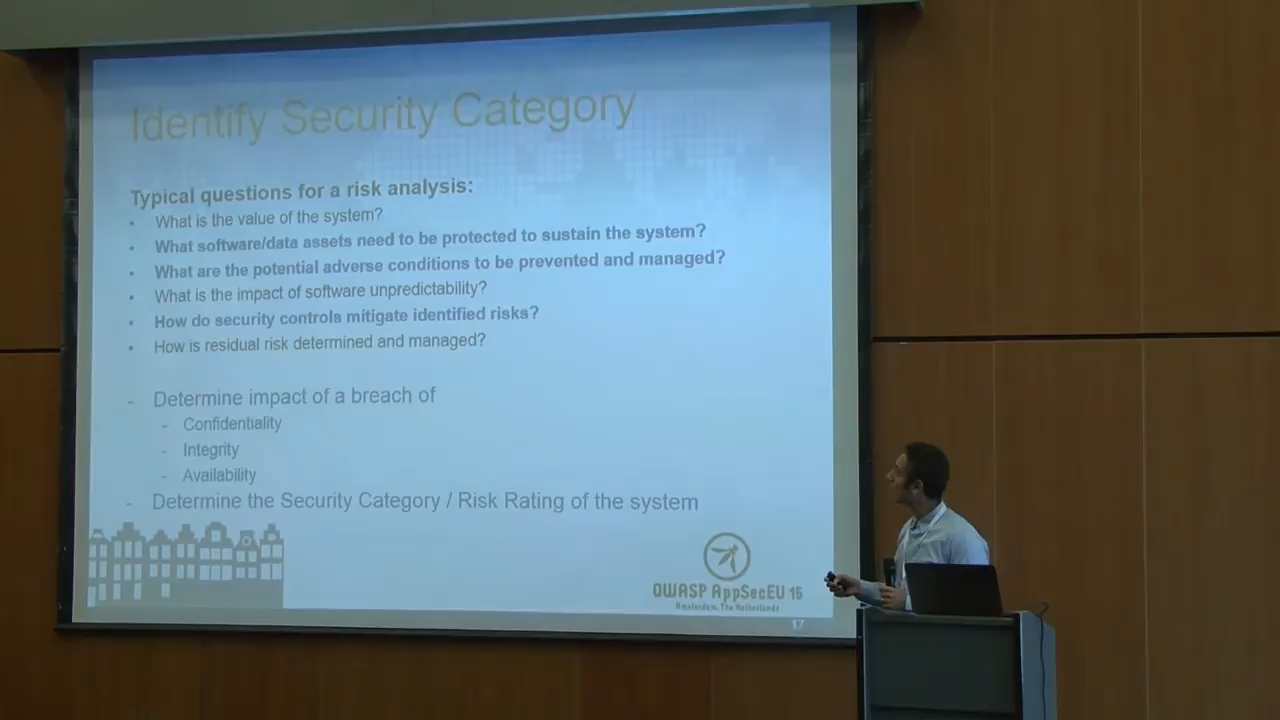 Identify Security Category
Typical questions for a risk analysis:
• What is the value of the system?
• What software/data assets need to be protected to sustain the system?
• What are the potential adverse conditions to be prevented and managed?
• What is the impact of software unpredictability?
• How do security controls mitigate identified risks?
• How is residual risk determined and managed?
- Determine impact of a breach of
- Confidentiality
- Integrity
- Availability
- Determine the Security Category / Risk Rating of the system
OWASP AppSecEU 15
Amsterdam, The Netherlands
17